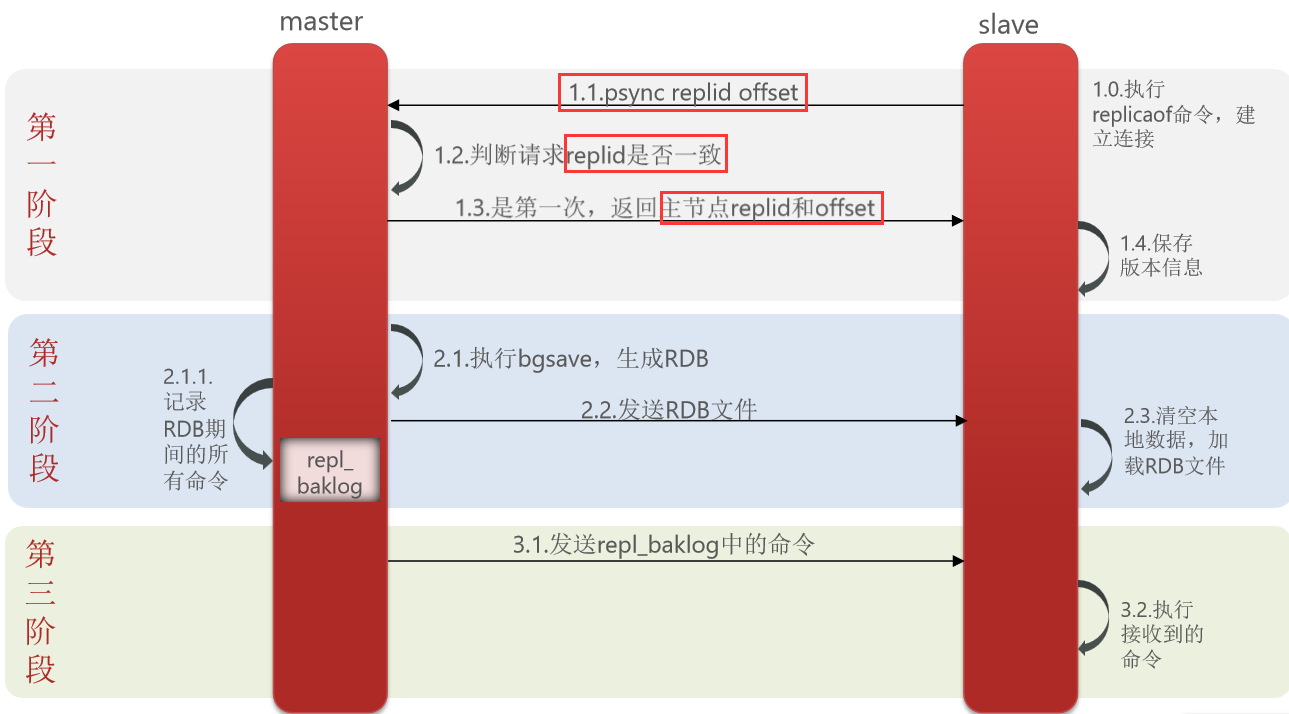 master
slave
第一阶段
1.0.执行
replicaof命令，建
立连接
1.1.psync replid offset
1.2.判断请求replid是否一致
1.3.是第一次，返回主节点replid和offset
1.4.保存
版本信息
第二阶段
2.1.执行bgsave，生成RDB
2.1.1.
记录
RDB期
间的所
有命令
repl_
baklog
2.2.发送RDB文件
2.3.清空本
地数据，加
载RDB文件
第三阶段
3.1.发送repl_baklog中的命令
3.2.执行
接收到的
命令